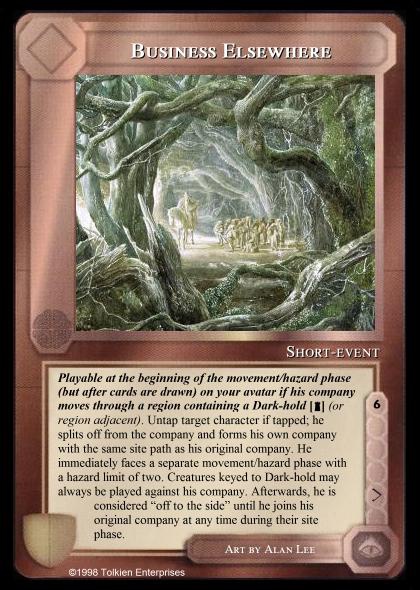 Business Elsewhere
Short-event
Playable at the beginning of the movement/hazard phase
(but after cards are drawn) on your avatar if his company
moves through a region containing a Dark-hold [] (or
region adjacent). Untap target character if tapped; he
splits off from the company and forms his own company
with the same site path as his original company. He
immediately faces a separate movement/hazard phase with
a hazard limit of two. Creatures keyed to Dark-hold may
always be played against his company. Afterwards, he is
considered “off to the side” until he joins his
original company at any time during their site
phase.
6
Art by Alan Lee
©1998 Tolkien Enterprises